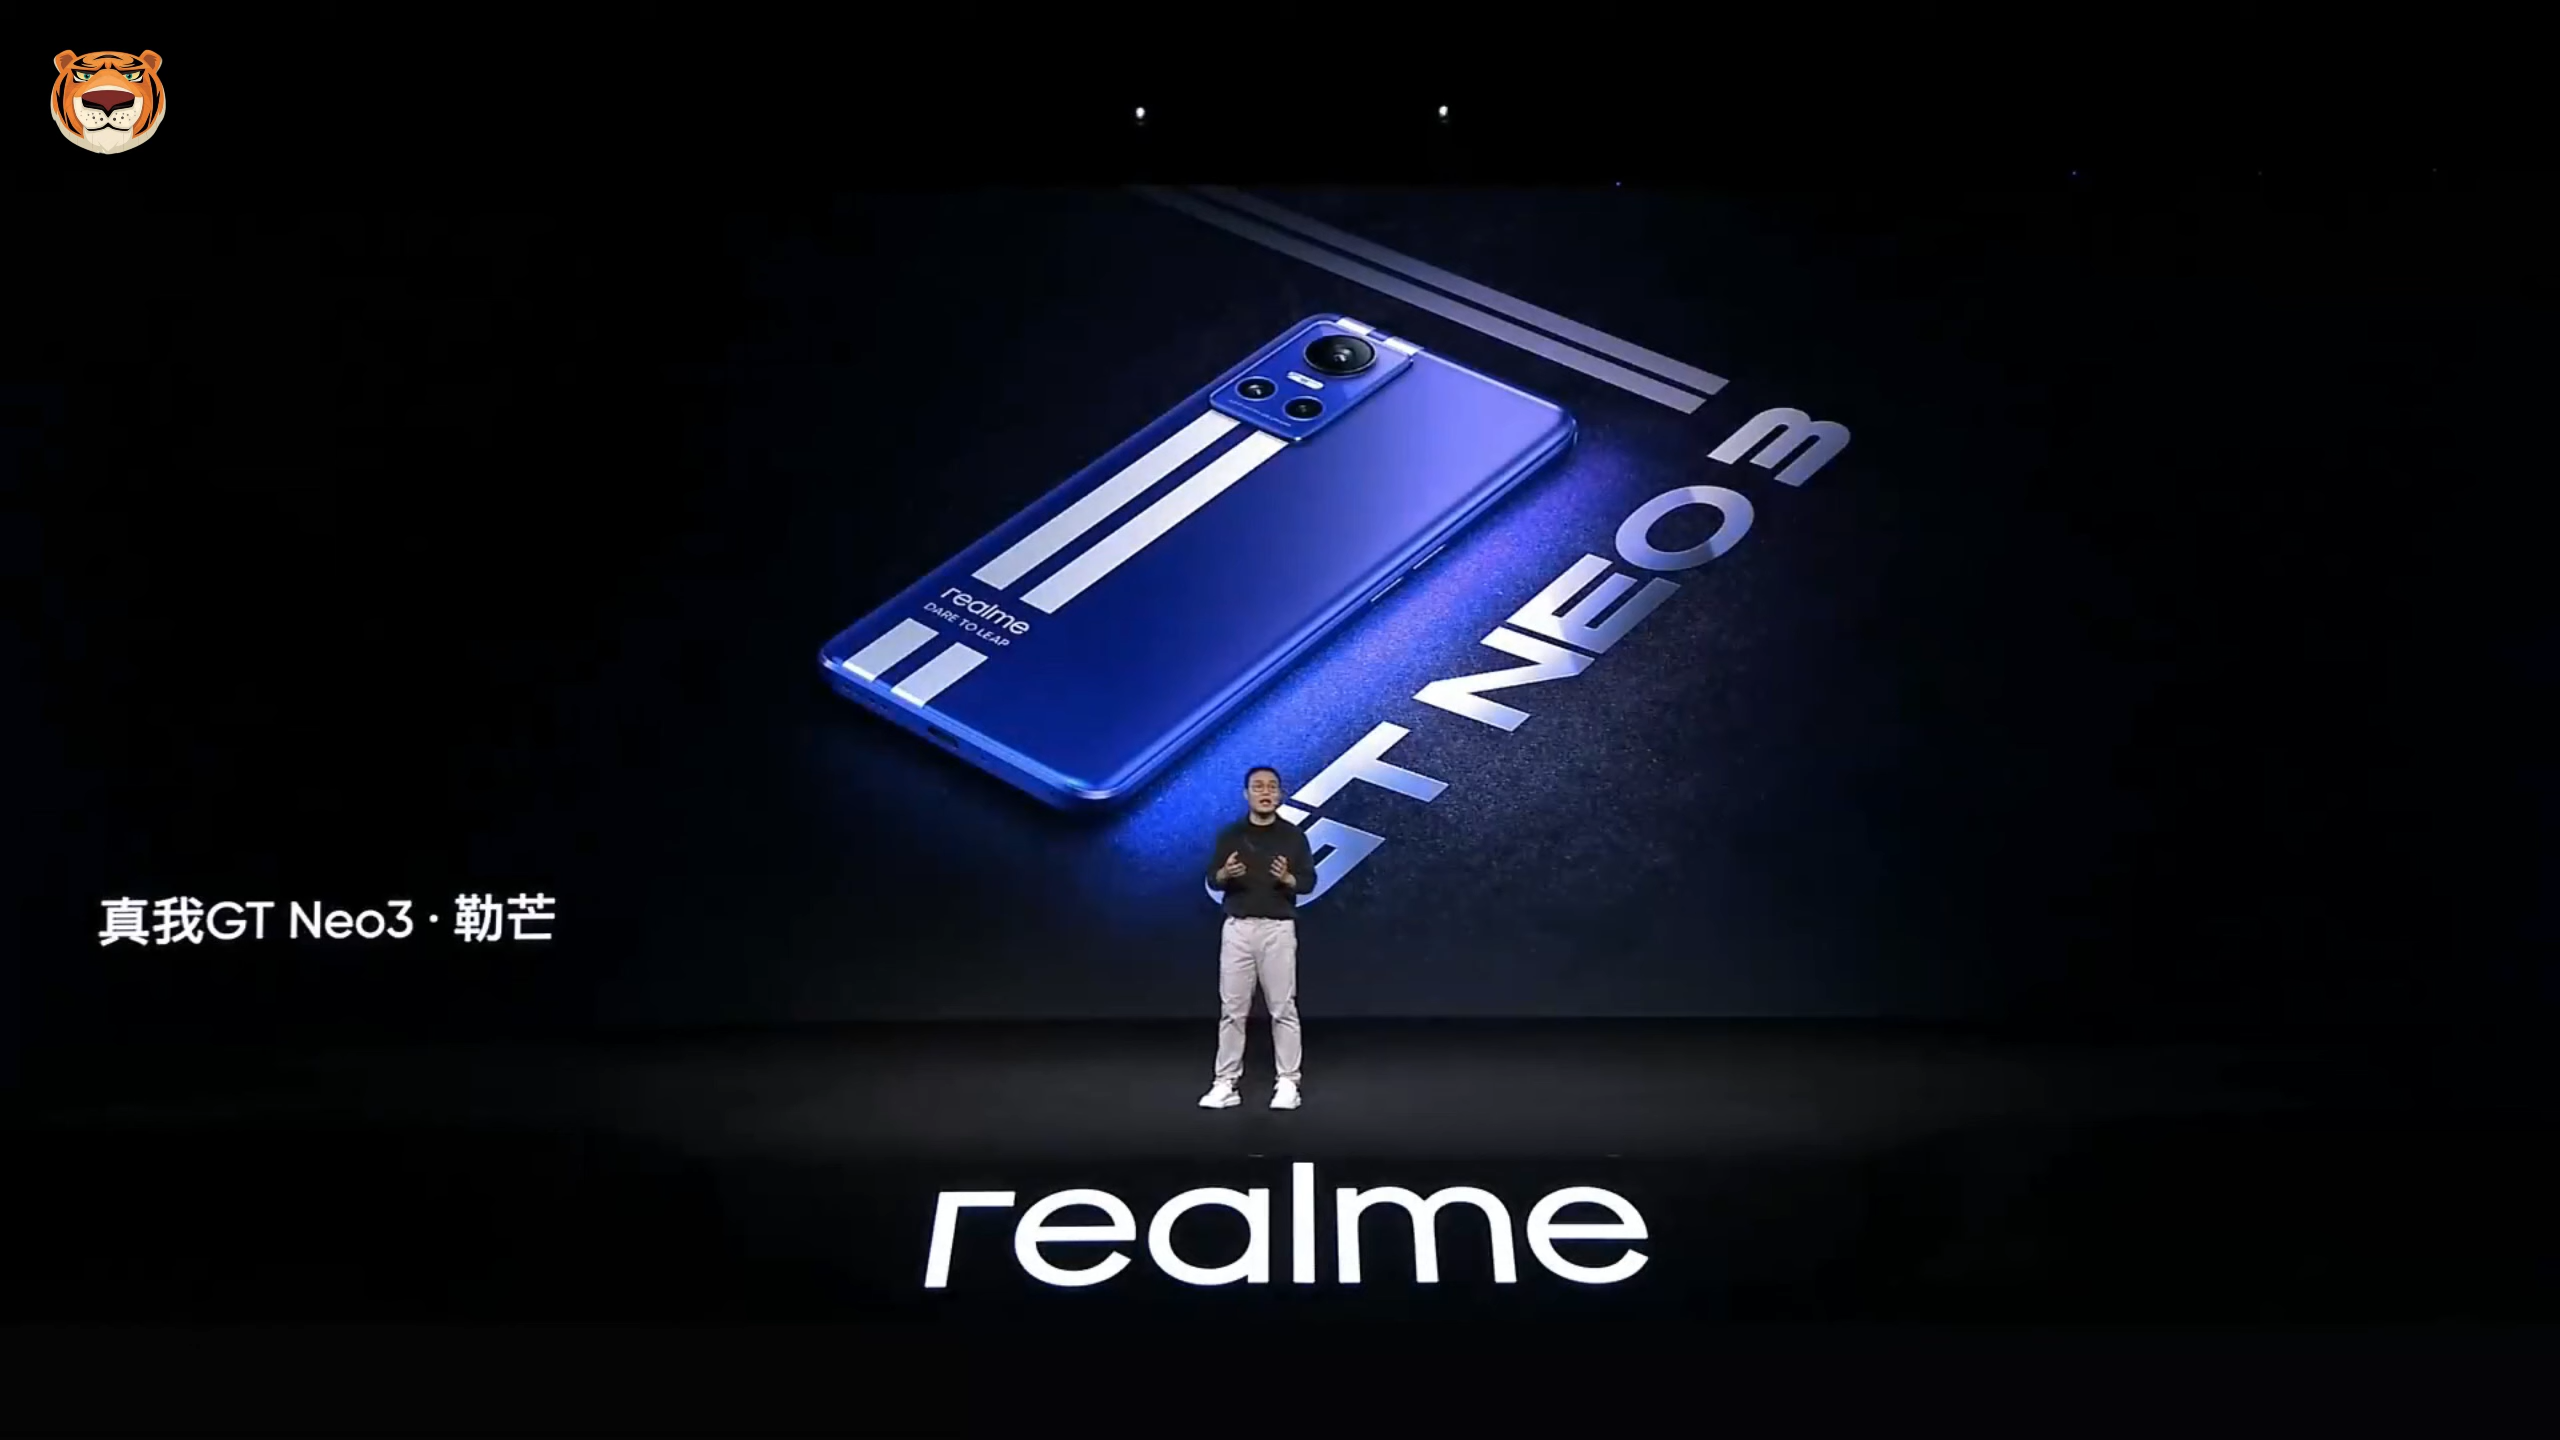 realme
DARE TO LEAP
GT NEO 3
真我GT Neo3 · 勒芒
realme